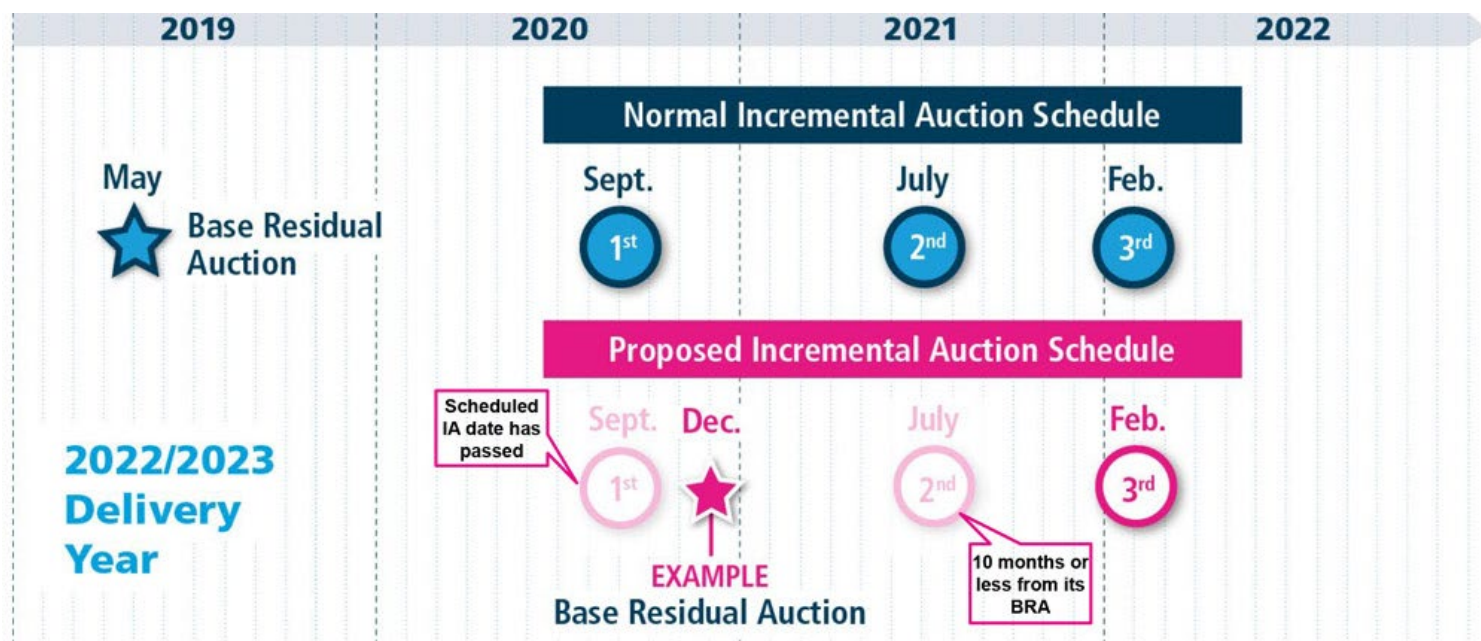 2019 2020 2021 2022
Normal Incremental Auction Schedule
May
Base Residual
Auction
Sept. July Feb.
1st 2nd 3rd
Proposed Incremental Auction Schedule
Scheduled
IA date has
passed
Sept. Dec. July Feb.
1st 2nd 3rd
2022/2023
Delivery
Year
EXAMPLE
Base Residual Auction
10 months or
less from its
BRA